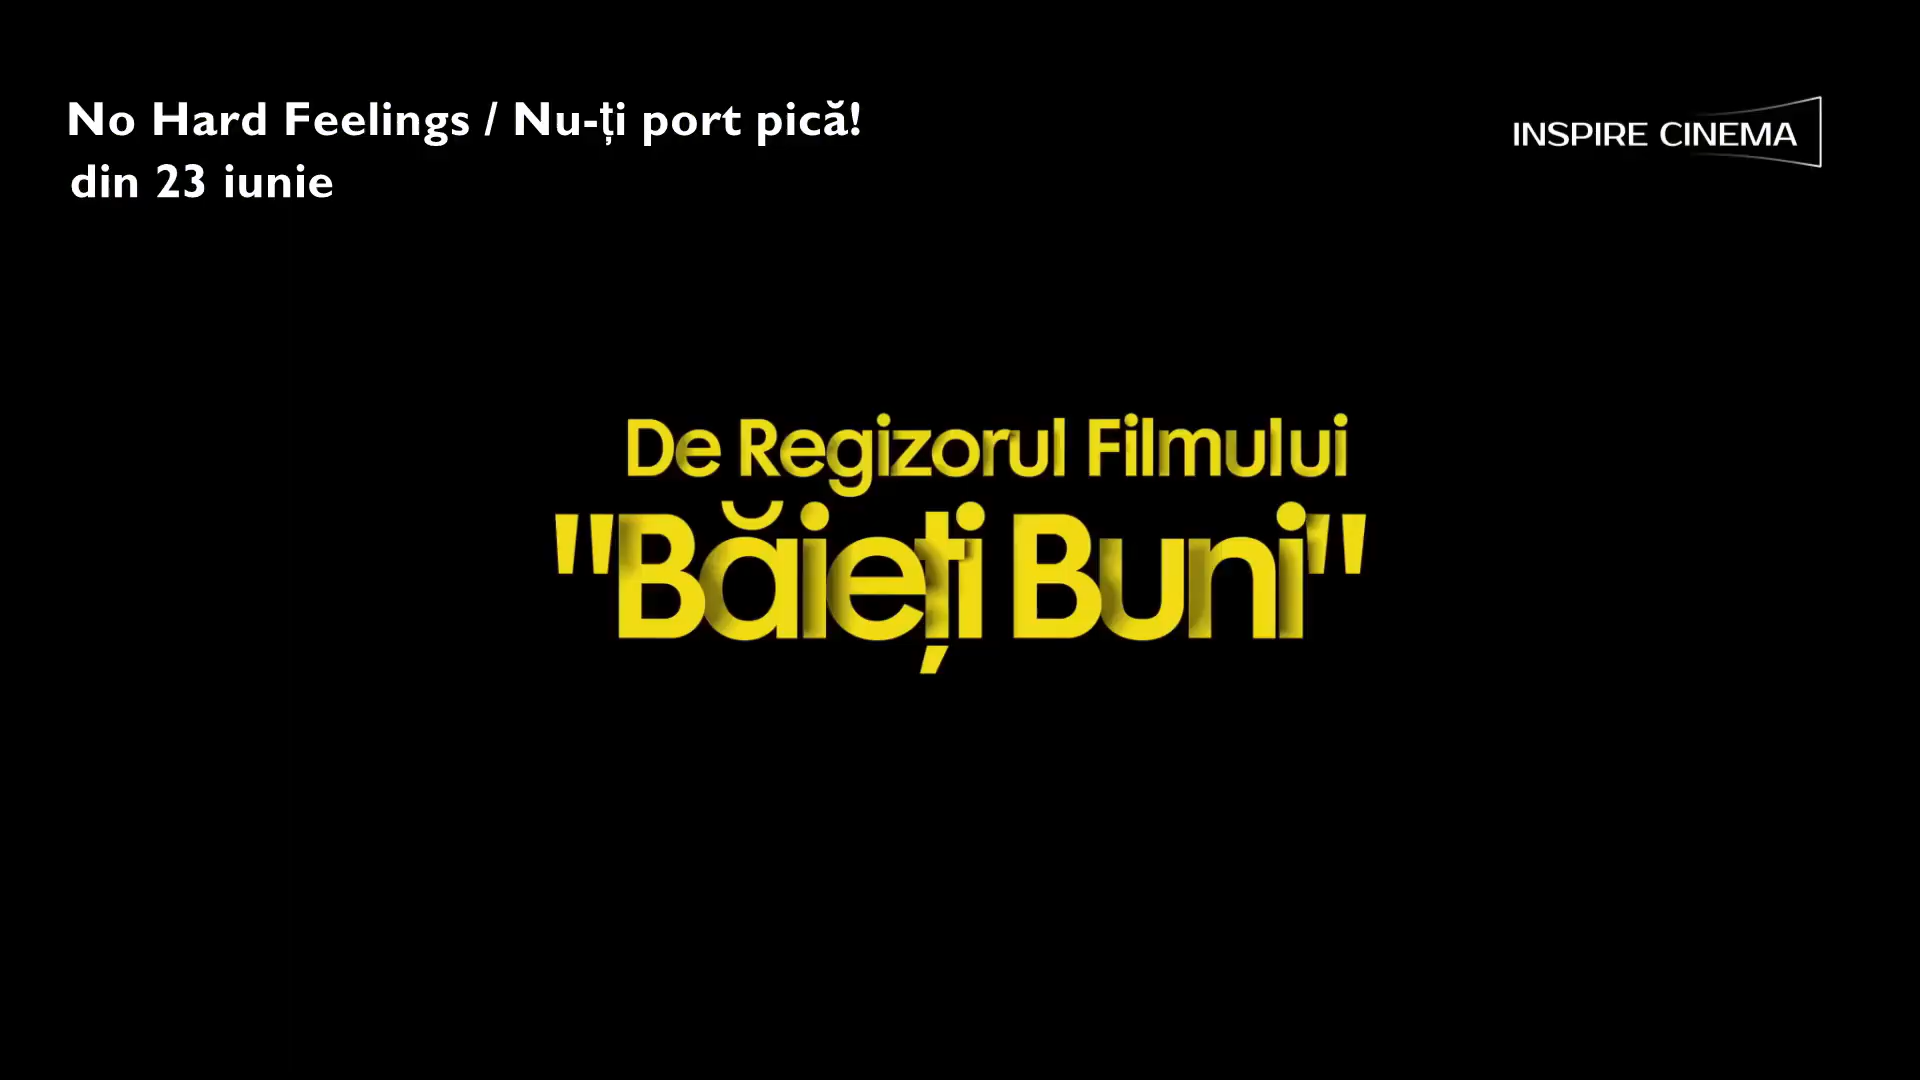 No Hard Feelings / Nu-ți port pică!
din 23 iunie
INSPIRE CINEMA
De Regizorul Filmului
"Băieți Buni"